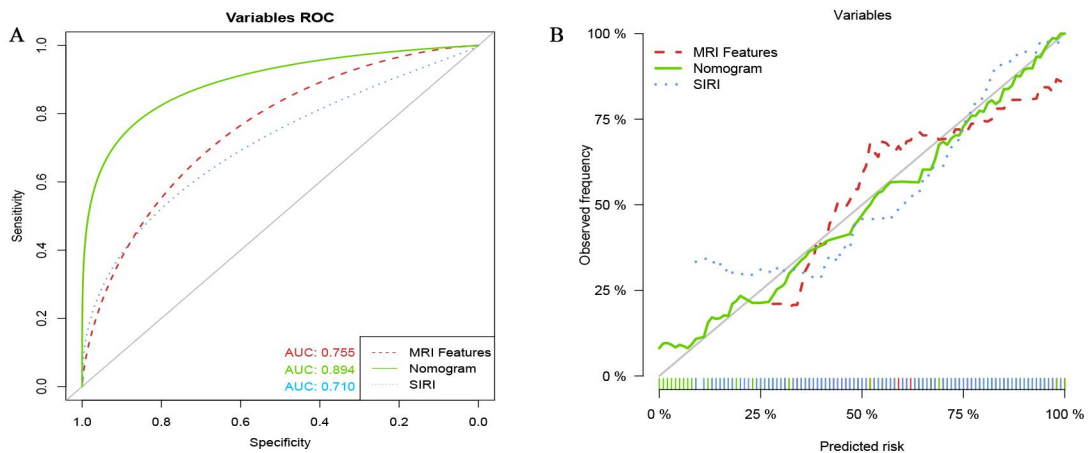 A
Variables ROC
Sensitivity
1.0
0.8
0.6
0.4
0.2
0.0
AUC: 0.755
AUC: 0.894
AUC: 0.710
MRI Features
Nomogram
SIRI
1.0
0.8
0.6
0.4
0.2
0.0
Specificity
B
Variables
Observed frequency
100 %
75 %
50 %
25 %
0 %
MRI Features
Nomogram
SIRI
0 %
25 %
50 %
75 %
100 %
Predicted risk